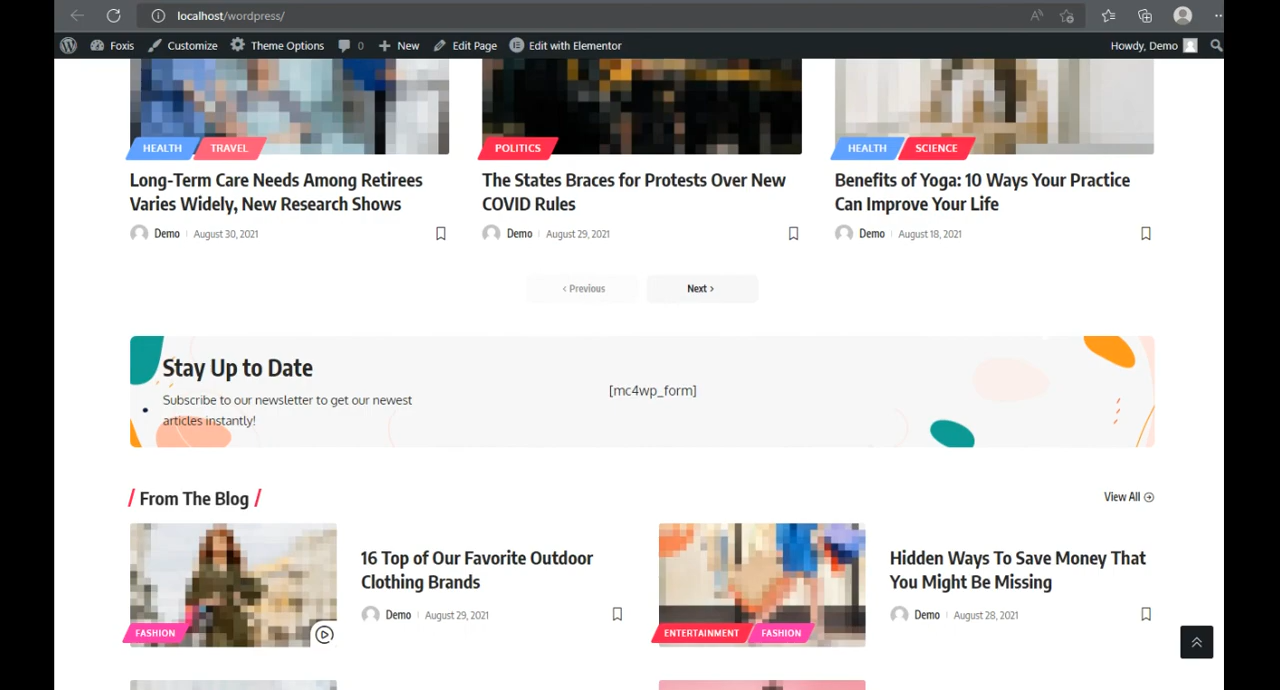 localhost/wordpress/
Foxis Customize Theme Options 0 New Edit Page Edit with Elementor Howdy, Demo
HEALTH TRAVEL
Long-Term Care Needs Among Retirees
Varies Widely, New Research Shows
Demo August 30, 2021
POLITICS
The States Braces for Protests Over New
COVID Rules
Demo August 29, 2021
HEALTH SCIENCE
Benefits of Yoga: 10 Ways Your Practice
Can Improve Your Life
Demo August 18, 2021
‹ Previous Next ›
Stay Up to Date
Subscribe to our newsletter to get our newest
articles instantly!
[mc4wp_form]
/ From The Blog /
View All
FASHION
16 Top of Our Favorite Outdoor
Clothing Brands
Demo August 29, 2021
ENTERTAINMENT FASHION
Hidden Ways To Save Money That
You Might Be Missing
Demo August 28, 2021